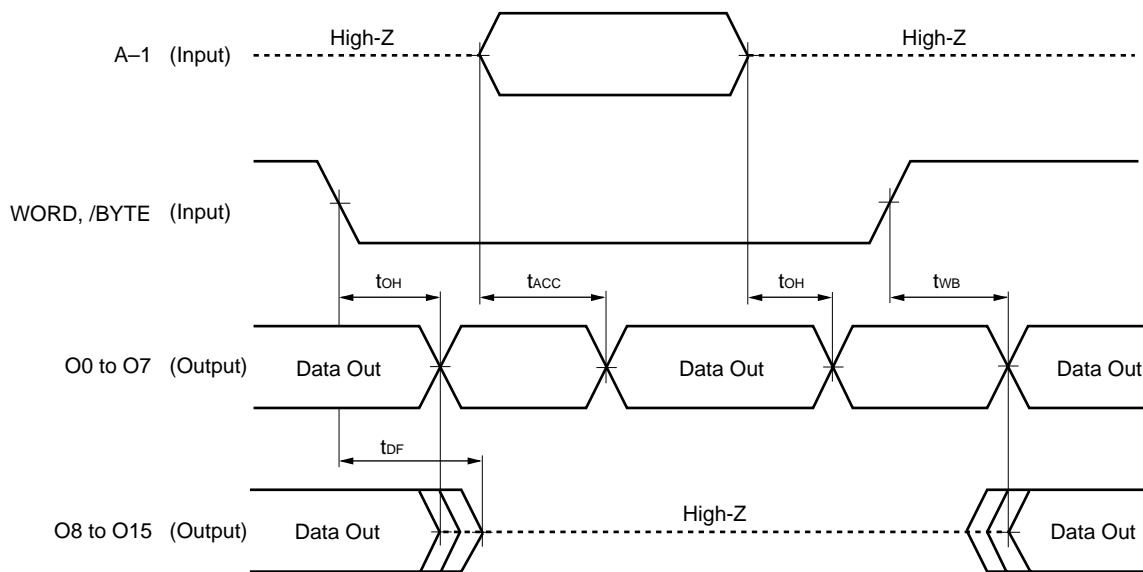 High-Z High-Z
A–1 (Input)
WORD, /BYTE (Input)
tOH tACC tOH tWB
O0 to O7 (Output) Data Out Data Out Data Out
tDF
High-Z
O8 to O15 (Output) Data Out Data Out